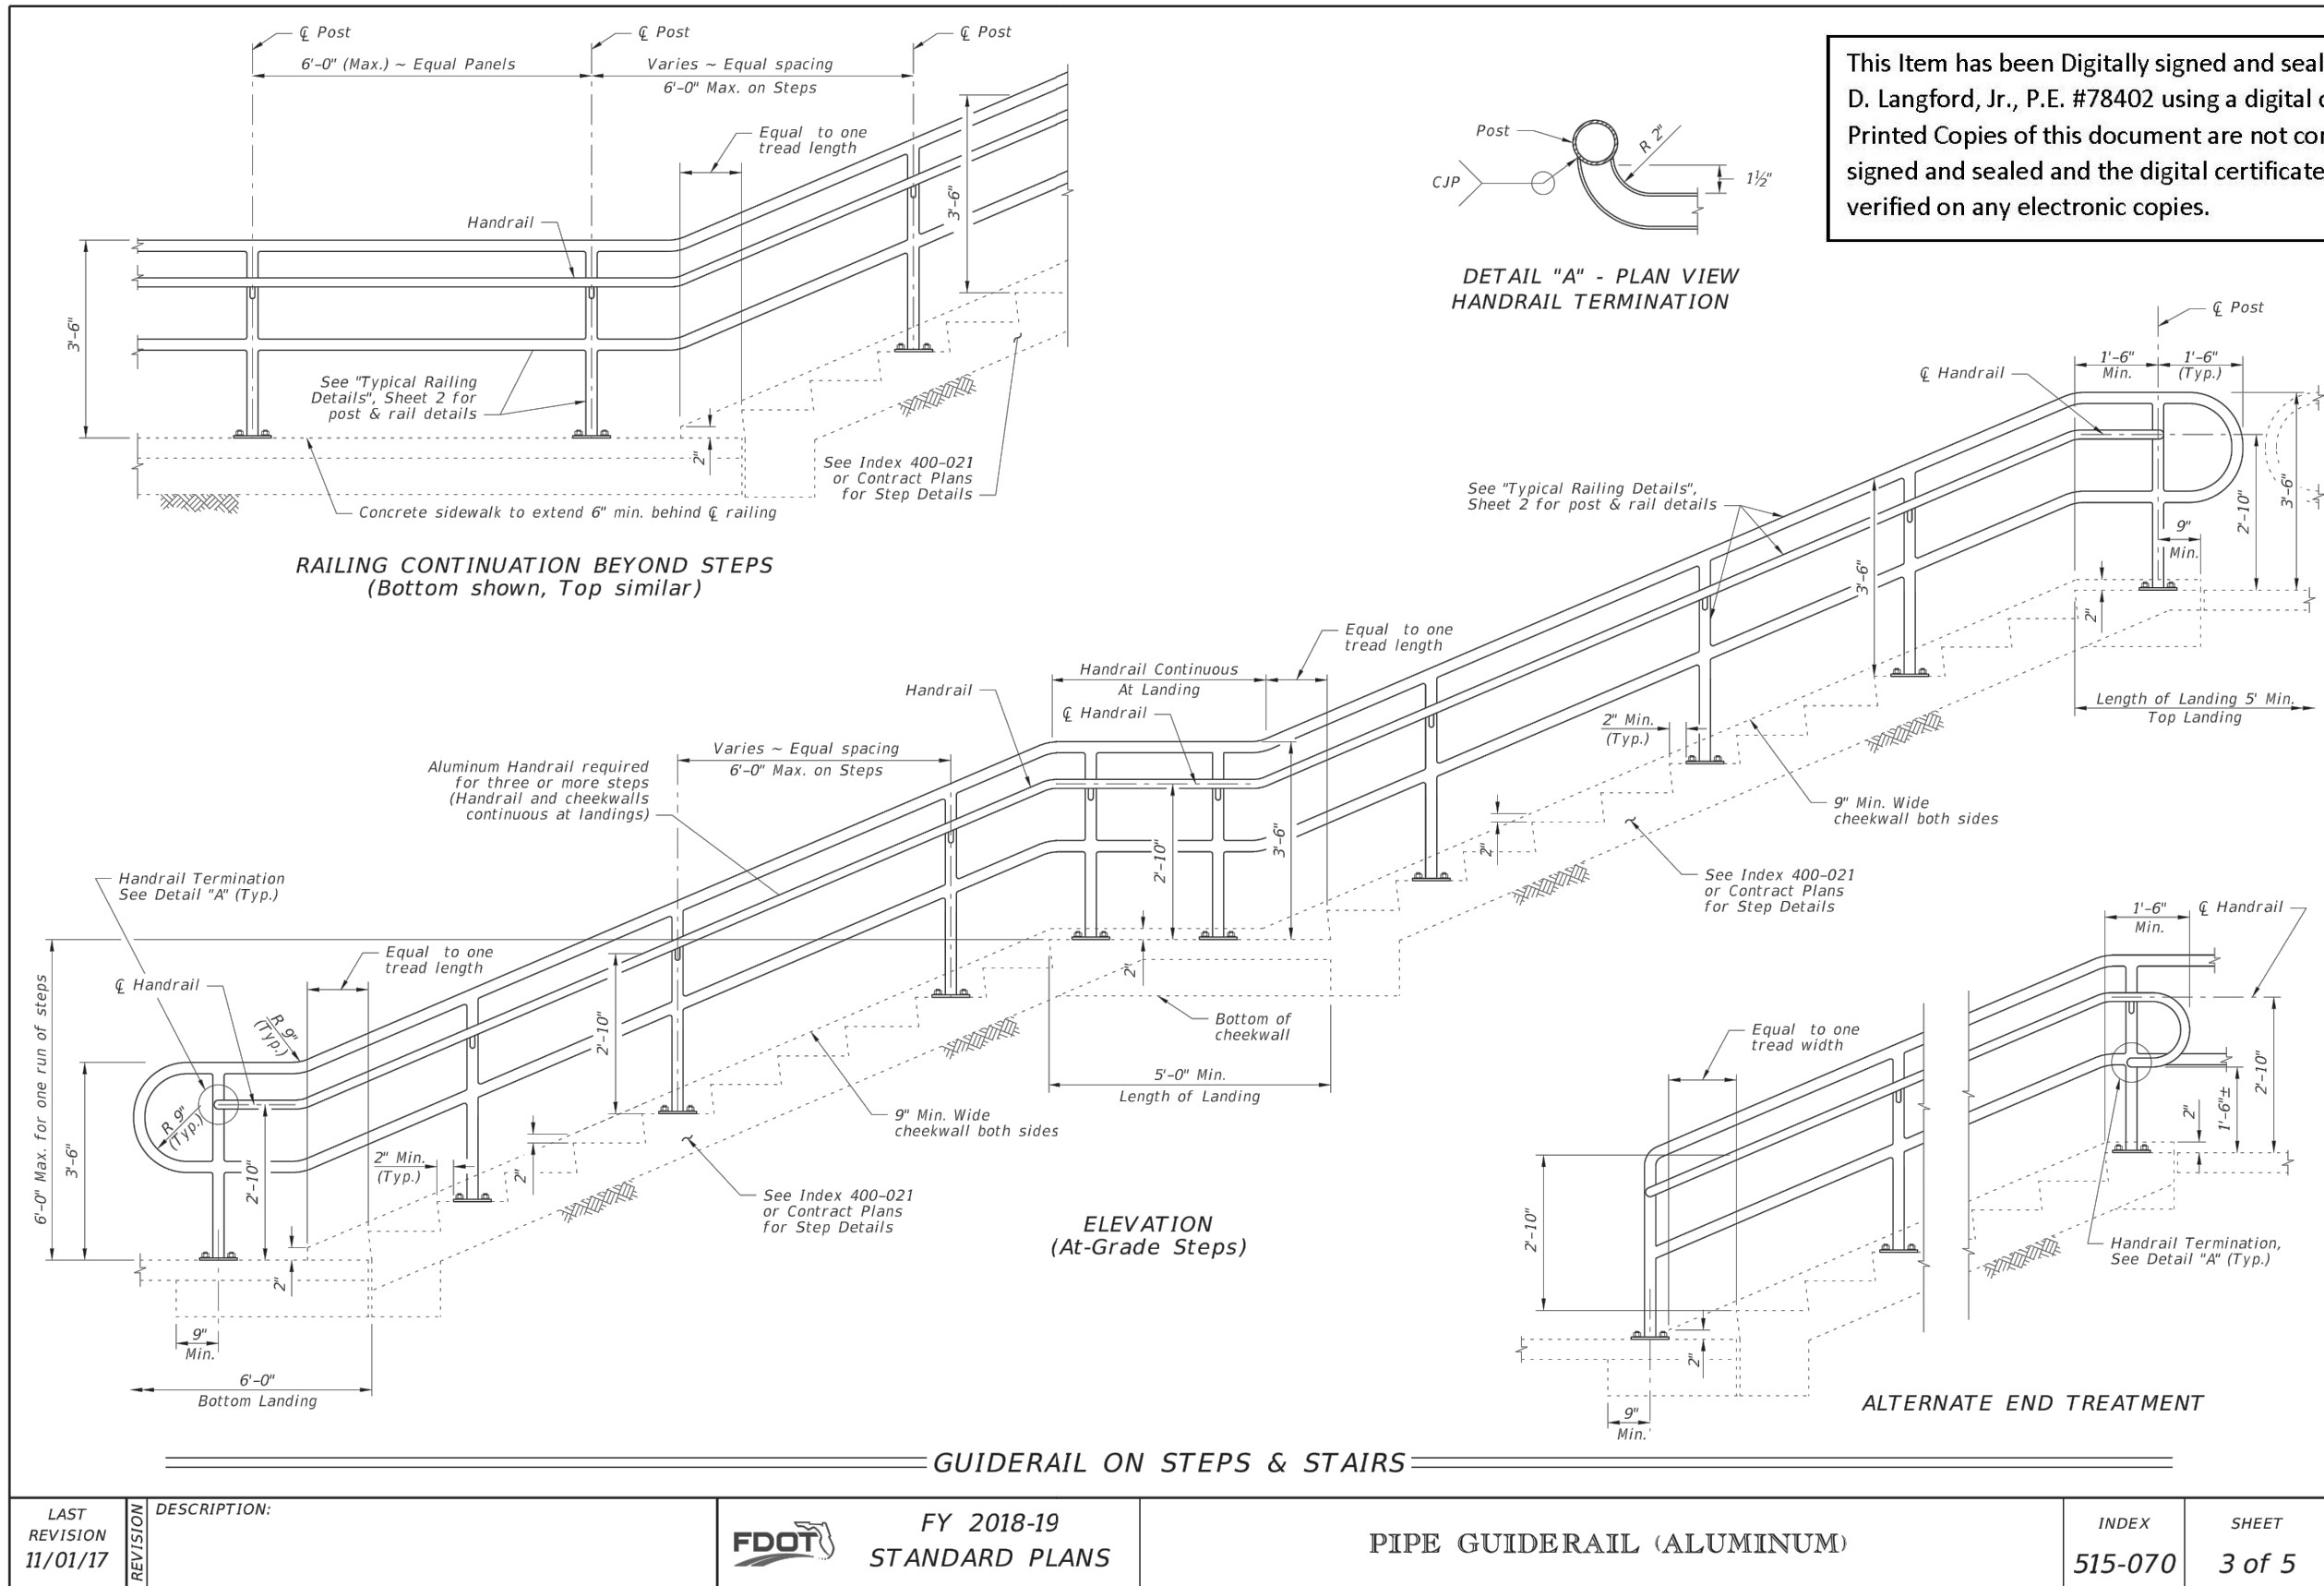 ℄ Post
℄ Post
℄ Post
6'-0" (Max.) ~ Equal Panels
Varies ~ Equal spacing
6'-0" Max. on Steps
Equal to one
tread length
Handrail
3'-6"
3'-6"
See "Typical Railing
Details", Sheet 2 for
post & rail details
2"
See Index 400-021
or Contract Plans
for Step Details
Concrete sidewalk to extend 6" min. behind ℄ railing
RAILING CONTINUATION BEYOND STEPS
(Bottom shown, Top similar)
Post
CJP
R 2"
1½"
DETAIL "A" - PLAN VIEW
HANDRAIL TERMINATION
This Item has been Digitally signed and seal
D. Langford, Jr., P.E. #78402 using a digital
Printed Copies of this document are not
signed and sealed and the digital certificate
verified on any electronic copies.
℄ Post
1'-6"
Min.
1'-6"
(Typ.)
℄ Handrail
See "Typical Railing Details",
Sheet 2 for post & rail details
3'-6"
2'-10"
3'-6"
9"
Min.
2"
Length of Landing 5' Min.
Top Landing
Equal to one
tread length
Handrail Continuous
At Landing
Handrail
℄ Handrail
2" Min.
(Typ.)
Varies ~ Equal spacing
6'-0" Max. on Steps
Aluminum Handrail required
for three or more steps
(Handrail and cheekwalls
continuous at landings)
9" Min. Wide
cheekwall both sides
2'-10"
3'-6"
2"
See Index 400-021
or Contract Plans
for Step Details
Handrail Termination
See Detail "A" (Typ.)
Equal to one
tread length
℄ Handrail
2"
R 9"
(Typ.)
2'-10"
Bottom of
cheekwall
5'-0" Min.
Length of Landing
R 9"
(Typ.)
6'-0" Max. for one run of steps
3'-6"
2'-10"
2" Min.
(Typ.)
2"
9" Min. Wide
cheekwall both sides
See Index 400-021
or Contract Plans
for Step Details
2"
9"
Min.
6'-0"
Bottom Landing
ELEVATION
(At-Grade Steps)
1'-6"
Min.
℄ Handrail
Equal to one
tread width
2'-10"
1'-6"±
2"
2'-10"
Handrail Termination,
See Detail "A" (Typ.)
2"
9"
Min.
ALTERNATE END TREATMENT
GUIDERAIL ON STEPS & STAIRS
LAST
REVISION
11/01/17
REVISION
DESCRIPTION:
FDOT
FY 2018-19
STANDARD PLANS
PIPE GUIDERAIL (ALUMINUM)
INDEX
515-070
SHEET
3 of 5